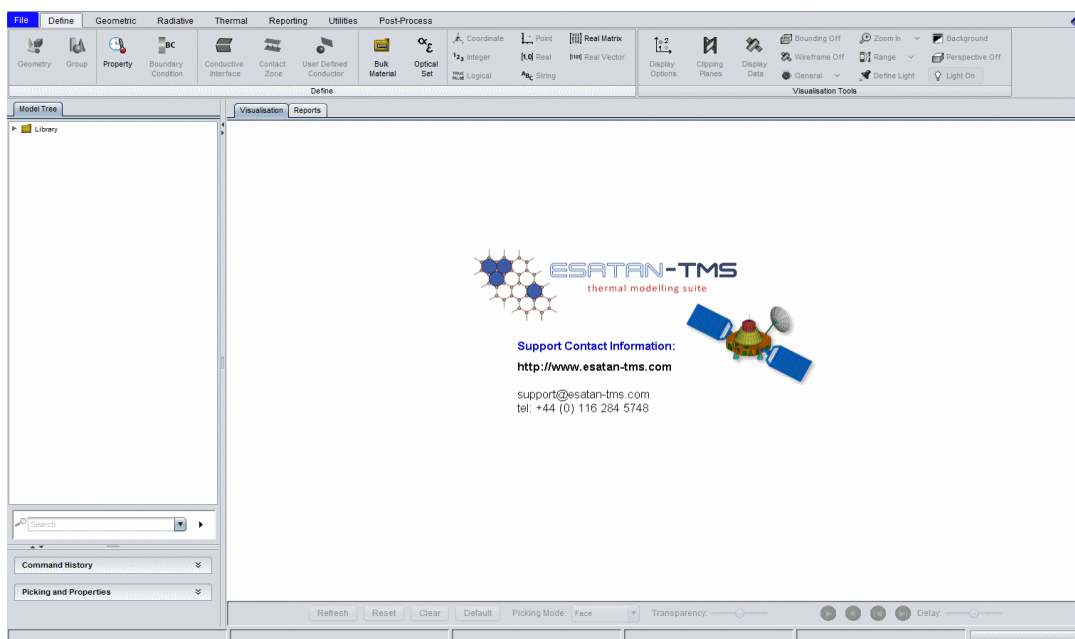 File Define Geometric Radiative Thermal Reporting Utilities Post-Process
Geometry Group Property Boundary Condition Conductive Interface Contact Zone User Defined Conductor Bulk Material Optical Set
BC
Coordinate Point Real Matrix
Integer Real Real Vector
Logical String
Display Options Clipping Planes Display Data
Bounding Off Zoom In Background
Wireframe Off Range Perspective Off
General Define Light Light On
Define Visualisation Tools
Model Tree Visualisation Reports
Library
ESATAN-TMS
thermal modelling suite
Support Contact Information:
http://www.esatan-tms.com
support@esatan-tms.com
tel: +44 (0) 116 284 5748
Search
Command History
Picking and Properties
Refresh Reset Clear Default Picking Mode: Face Transparency: Delay: